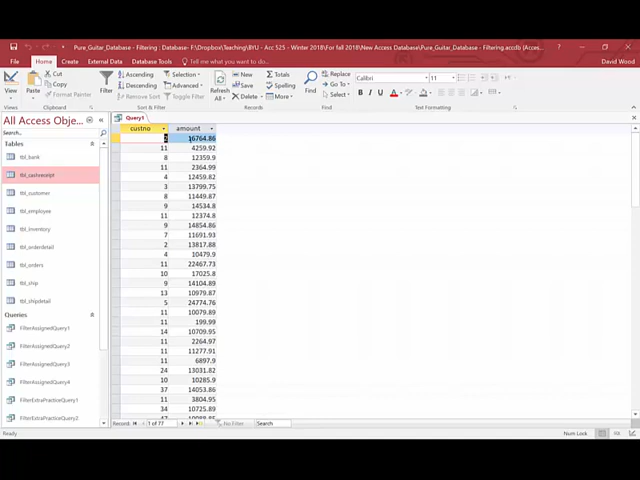 Pure_Guitar_Database - Filtering : Database- F:\Dropbox\Teaching\BYU - Acc 525 - Winter 2018\For fall 2018\New Access Database\Pure_Guitar_Database - Filtering.accdb (Acces...
File Home Create External Data Database Tools Tell me what you want to do David Wood
View Paste Cut Copy Format Painter Filter Ascending Descending Remove Sort Selection Advanced Toggle Filter Refresh All New Save Delete Totals Spelling More Find Replace Go To Select Calibri 11 B I U
Views Clipboard Sort & Filter Records Find Text Formatting
All Access Obje...
Search...
Tables
tbl_bank
tbl_cashreceipt
tbl_customer
tbl_employee
tbl_inventory
tbl_orderdetail
tbl_orders
tbl_ship
tbl_shipdetail
Queries
FilterAssignedQuery1
FilterAssignedQuery2
FilterAssignedQuery3
FilterAssignedQuery4
FilterExtraPracticeQuery1
FilterExtraPracticeQuery2
Query1
custno amount
2 16764.86
11 4259.92
8 12359.9
11 2364.99
4 12459.82
3 13799.75
8 11449.87
9 14534.8
11 12374.8
9 14854.86
7 11691.93
2 13817.88
4 10479.9
11 22467.73
10 17025.8
9 14104.89
13 10979.87
5 24774.76
11 10079.89
11 199.99
14 10709.95
11 2264.97
11 11277.91
11 6897.9
24 13031.82
10 10285.9
37 14053.86
11 3804.95
34 10725.89
Record: 1 of 77 No Filter Search
Ready Num Lock